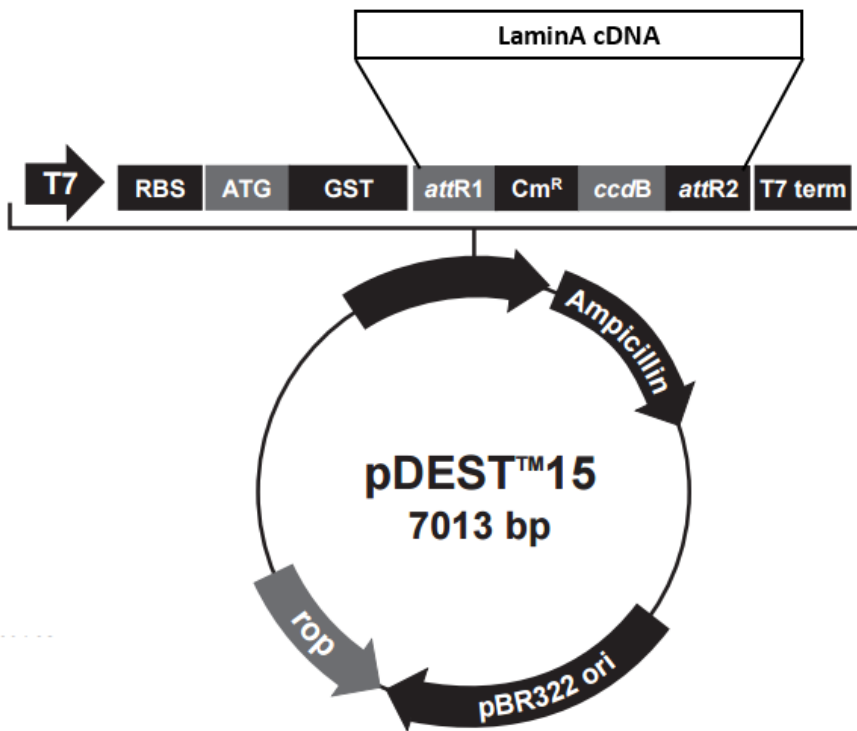 LaminA cDNA
T7 RBS ATG GST attR1 CmR ccdB attR2 T7 term
Ampicillin
pDEST™15
7013 bp
rop
pBR322 ori